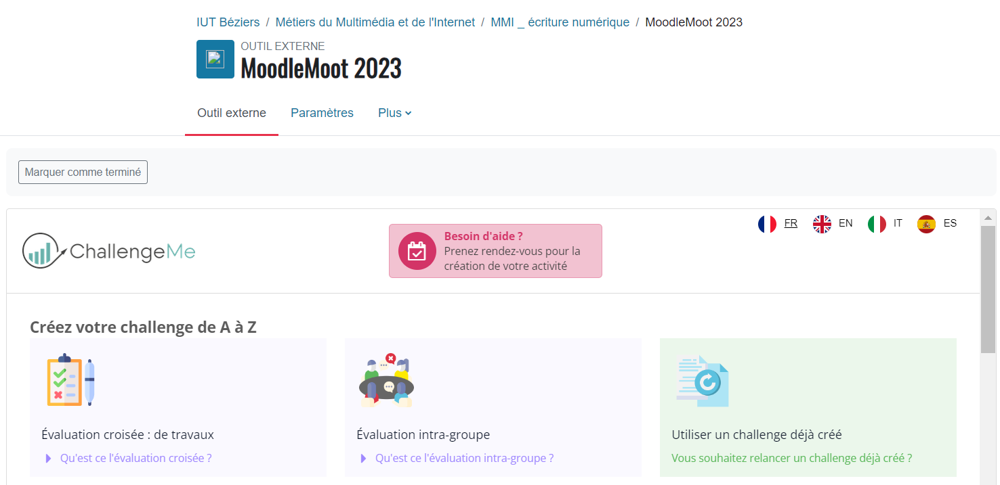 IUT Béziers / Métiers du Multimédia et de l'Internet / MMI _ écriture numérique / MoodleMoot 2023
OUTIL EXTERNE
MoodleMoot 2023
Outil externe Paramètres Plus
Marquer comme terminé
FR EN IT ES
ChallengeMe
Besoin d'aide ?
Prenez rendez-vous pour la
création de votre activité
Créez votre challenge de A à Z
Évaluation croisée : de travaux
Qu'est ce l'évaluation croisée ?
Évaluation intra-groupe
Qu'est ce l'évaluation intra-groupe ?
Utiliser un challenge déjà créé
Vous souhaitez relancer un challenge déjà créé ?